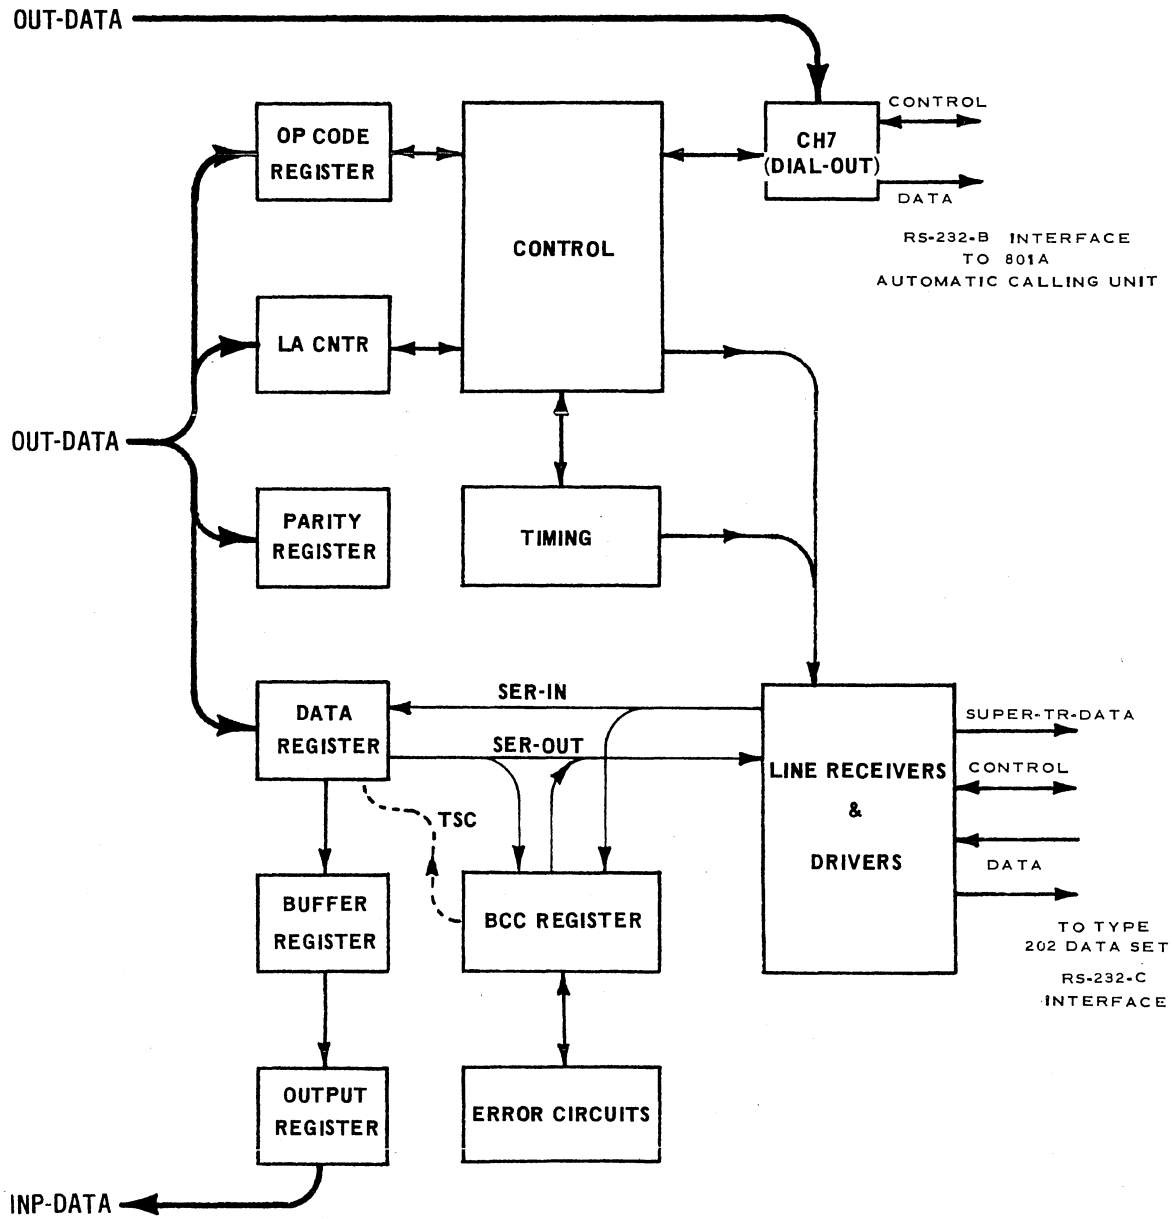 OUT-DATA
CONTROL
OP CODE
REGISTER
CH7
(DIAL-OUT)
DATA
CONTROL
RS-232-B INTERFACE
TO 801A
AUTOMATIC CALLING UNIT
LA CNTR
OUT-DATA
PARITY
REGISTER
TIMING
SER-IN
DATA
REGISTER
SER-OUT
SUPER-TR-DATA
LINE RECEIVERS
&
DRIVERS
CONTROL
TSC
DATA
BUFFER
REGISTER
BCC REGISTER
TO TYPE
202 DATA SET
RS-232-C
INTERFACE
OUTPUT
REGISTER
ERROR CIRCUITS
INP-DATA